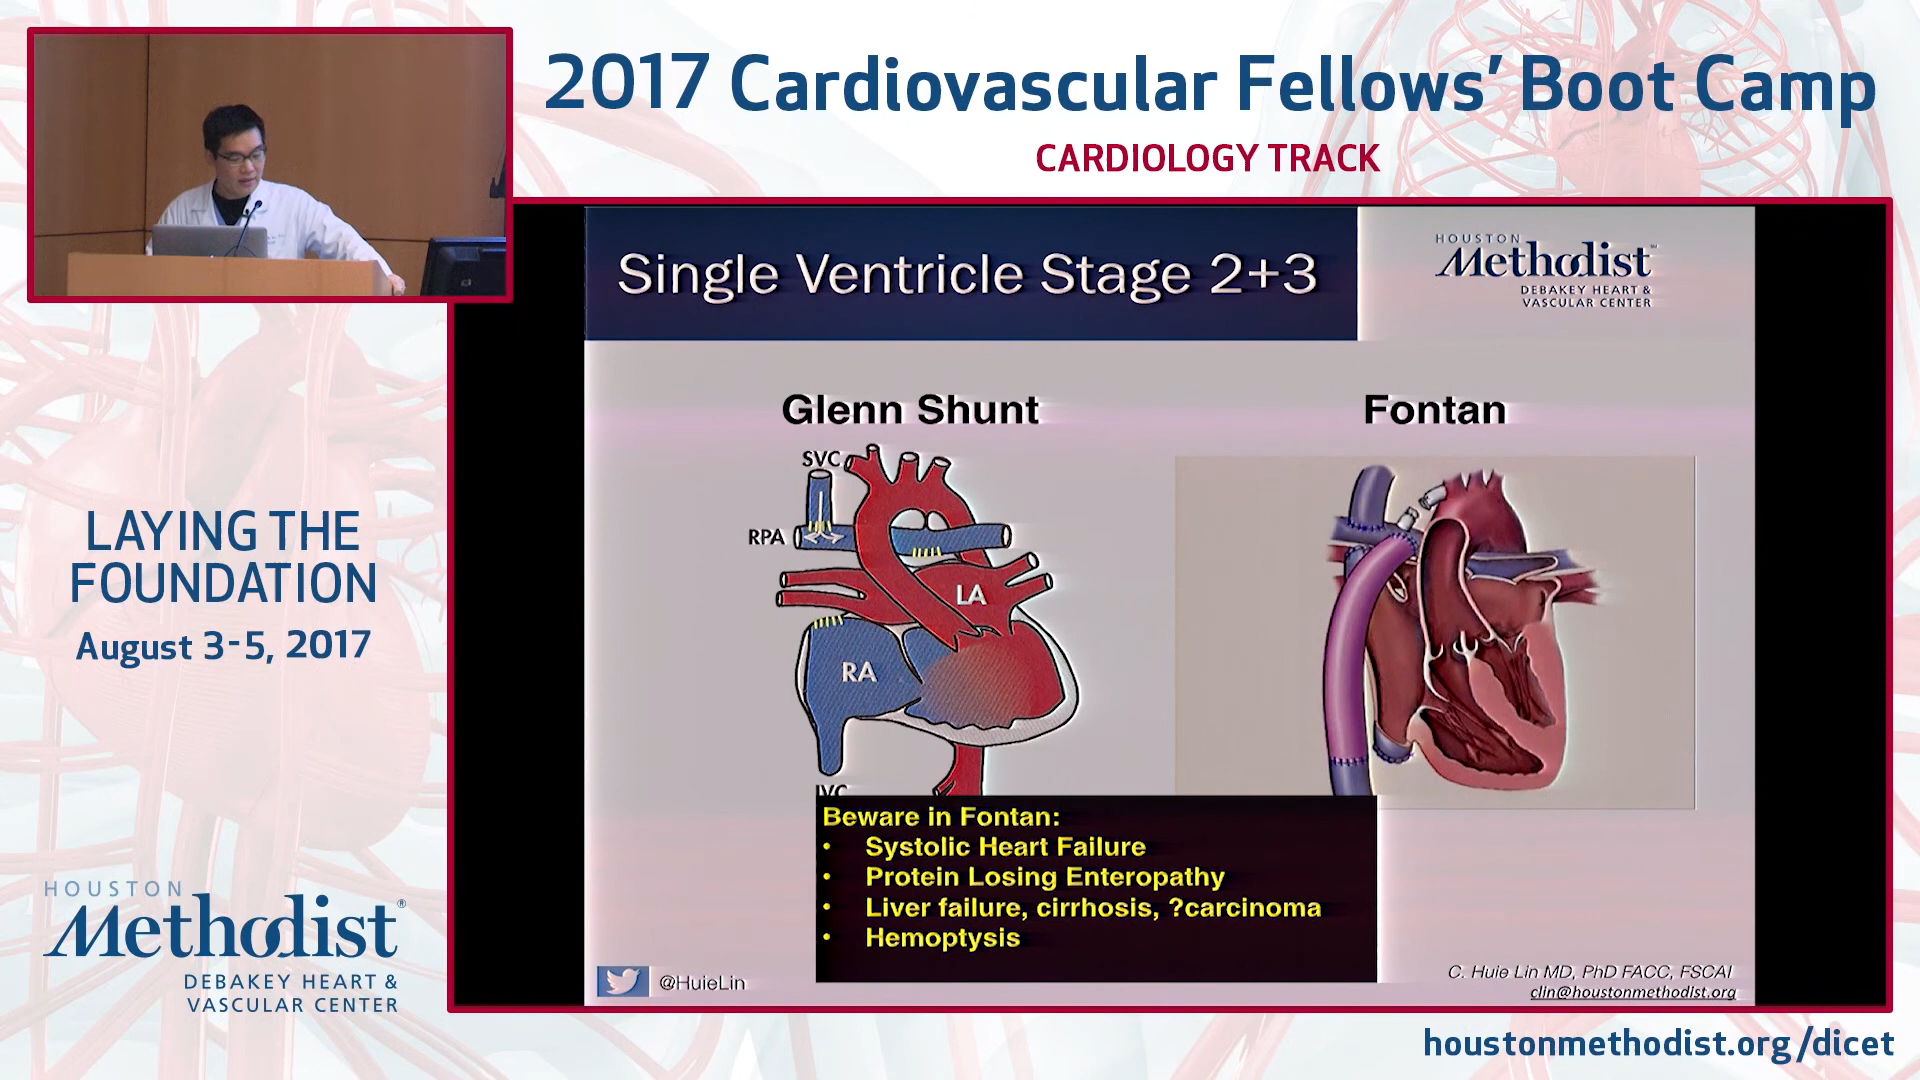 2017 Cardiovascular Fellows’ Boot Camp
CARDIOLOGY TRACK
Single Ventricle Stage 2+3
HOUSTON
Methodist
DEBAKEY HEART &
VASCULAR CENTER
Glenn Shunt
Fontan
SVC
RPA
LA
RA
IVC
Beware in Fontan:
• Systolic Heart Failure
• Protein Losing Enteropathy
• Liver failure, cirrhosis, ?carcinoma
• Hemoptysis
@HuieLin
C. Huie Lin MD, PhD FACC, FSCAI
clin@houstonmethodist.org
LAYING THE
FOUNDATION
August 3-5, 2017
HOUSTON
Methodist®
DEBAKEY HEART &
VASCULAR CENTER
houstonmethodist.org/dicet